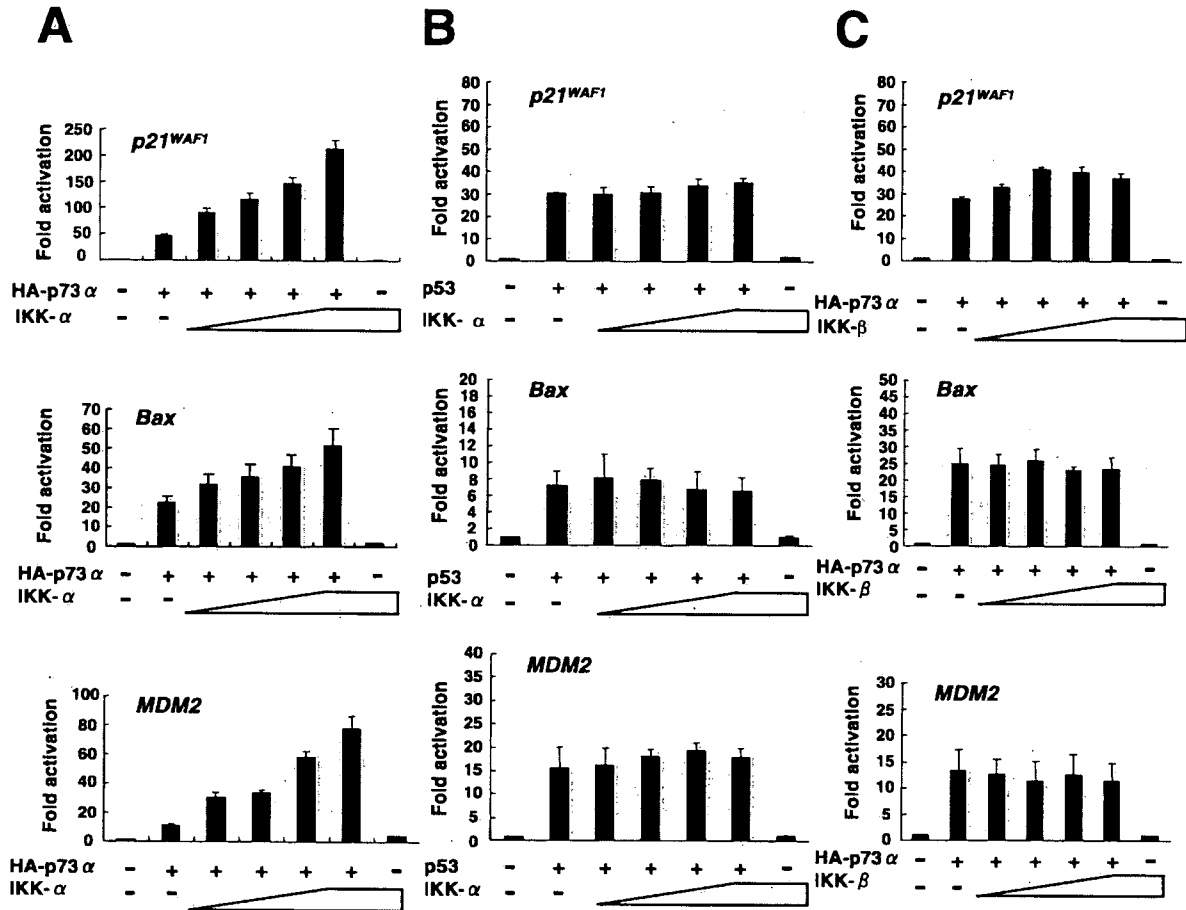 A
B
C
p21WAF1
Fold activation
250
200
150
100
50
0
HA-p73 α - + + + + + -
IKK- α - -
p21WAF1
Fold activation
80
70
60
50
40
30
20
10
0
p53 - + + + + + -
IKK- α - -
p21WAF1
Fold activation
80
70
60
50
40
30
20
10
0
HA-p73 α - + + + + + -
IKK-β - -
Bax
Fold activation
70
60
50
40
30
20
10
0
HA-p73 α - + + + + + -
IKK- α - -
Bax
Fold activation
20
18
16
14
12
10
8
6
4
2
0
p53 - + + + + + -
IKK- α - -
Bax
Fold activation
50
45
40
35
30
25
20
15
10
5
0
HA-p73 α - + + + + + -
IKK- β - -
MDM2
Fold activation
100
80
60
40
20
0
HA-p73 α - + + + + + -
IKK- α - -
MDM2
Fold activation
40
35
30
25
20
15
10
5
0
p53 - + + + + + -
IKK- α - -
MDM2
Fold activation
30
25
20
15
10
5
0
HA-p73 α - + + + + + -
IKK- β - -